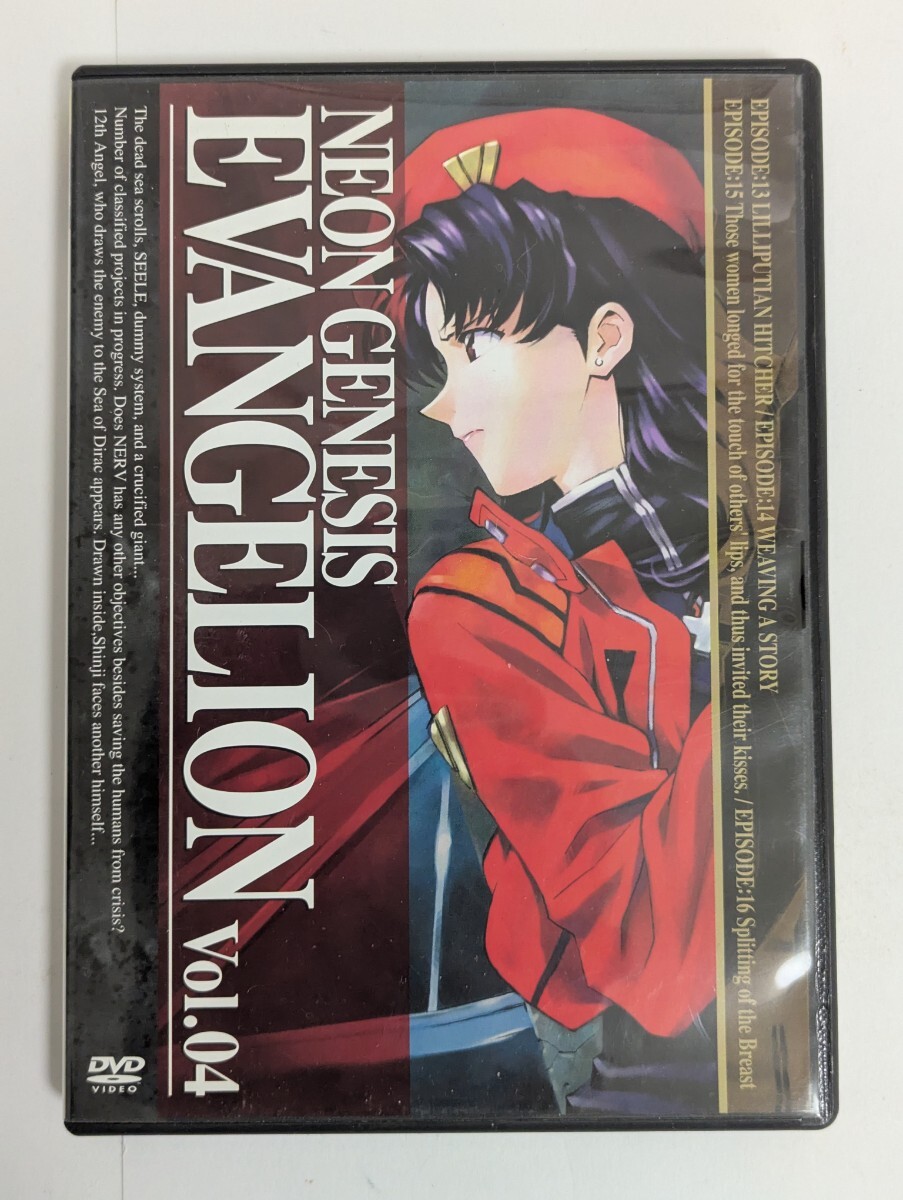 EPISODE:13 LILLIPUTIAN HITCHER / EPISODE:14 WEAVING A STORY
EPISODE:15 Those women longed for the touch of others' lips, and thus invited their kisses. / EPISODE:16 Splitting of the Breast
NEON GENESIS
EVANGELION Vol.04
The dead sea scrolls, SEELE, dummy system, and a crucified giant...
Number of classified projects in progress. Does NERV has any other objectives besides saving the humans from crisis?
12th Angel, who draws the enemy to the Sea of Dirac appears. Drawn inside,Shinji faces another himself...
DVD
VIDEO